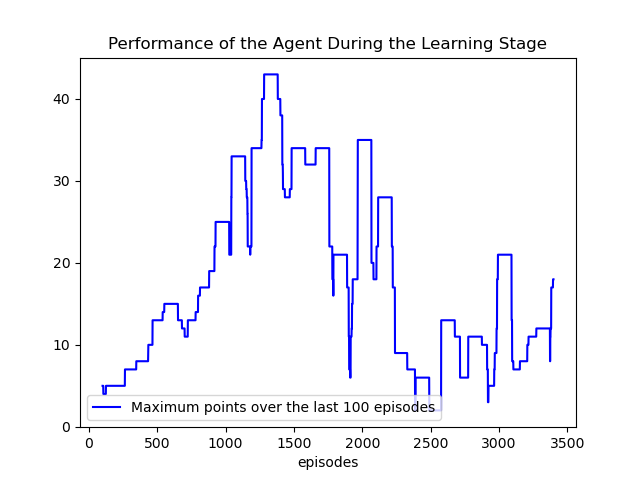 Performance of the Agent During the Learning Stage
40
30
20
10
0
Maximum points over the last 100 episodes
0 500 1000 1500 2000 2500 3000 3500
episodes